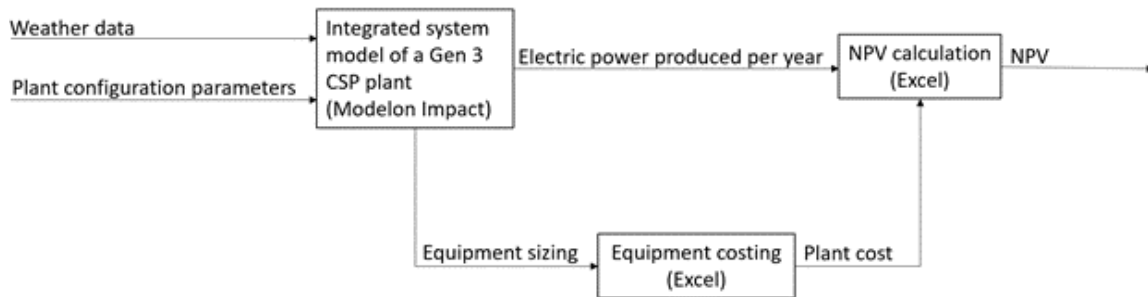 Weather data
Plant configuration parameters
Integrated system
model of a Gen 3
CSP plant
(Modelon Impact)
Electric power produced per year
NPV calculation
(Excel)
NPV
Equipment sizing
Equipment costing
(Excel)
Plant cost